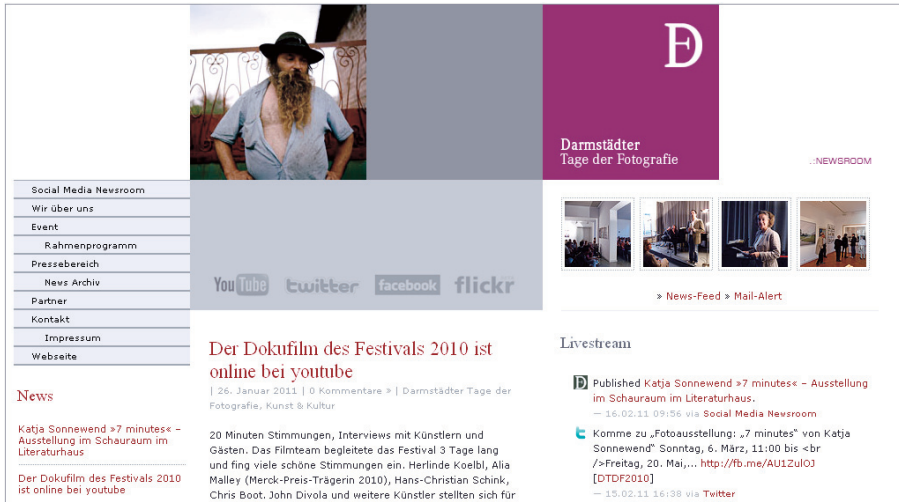 DF
Darmstädter
Tage der Fotografie
.:NEWSROOM
Social Media Newsroom
Wir über uns
Event
Rahmenprogramm
Pressebereich
News Archiv
Partner
Kontakt
Impressum
Webseite
News
Katja Sonnewend »7 minutes« –
Ausstellung im Schauraum im
Literaturhaus
Der Dokufilm des Festivals 2010
ist online bei youtube
YouTube twitter facebook flickr
Der Dokufilm des Festivals 2010 ist
online bei youtube
| 26. Januar 2011 | 0 Kommentare » | Darmstädter Tage der
Fotografie, Kunst & Kultur
20 Minuten Stimmungen, Interviews mit Künstlern und
Gästen. Das Filmteam begleitete das Festival 3 Tage lang
und fing viele schöne Stimmungen ein. Herlinde Koelbl, Alia
Malley (Merck-Preis-Trägerin 2010), Hans-Christian Schink,
Chris Boot, John Divola und weitere Künstler stellten sich für
» News-Feed » Mail-Alert
Livestream
Published Katja Sonnewend »7 minutes« – Ausstellung
im Schauraum im Literaturhaus.
— 16.02.11 09:56 via Social Media Newsroom
Komme zu „Fotoausstellung: „7 minutes" von Katja
Sonnewend" Sonntag, 6. März, 11:00 bis <br
/>Freitag, 20. Mai,... http://fb.me/AU1ZulOJ
[DTDF2010]
— 15.02.11 16:38 via Twitter